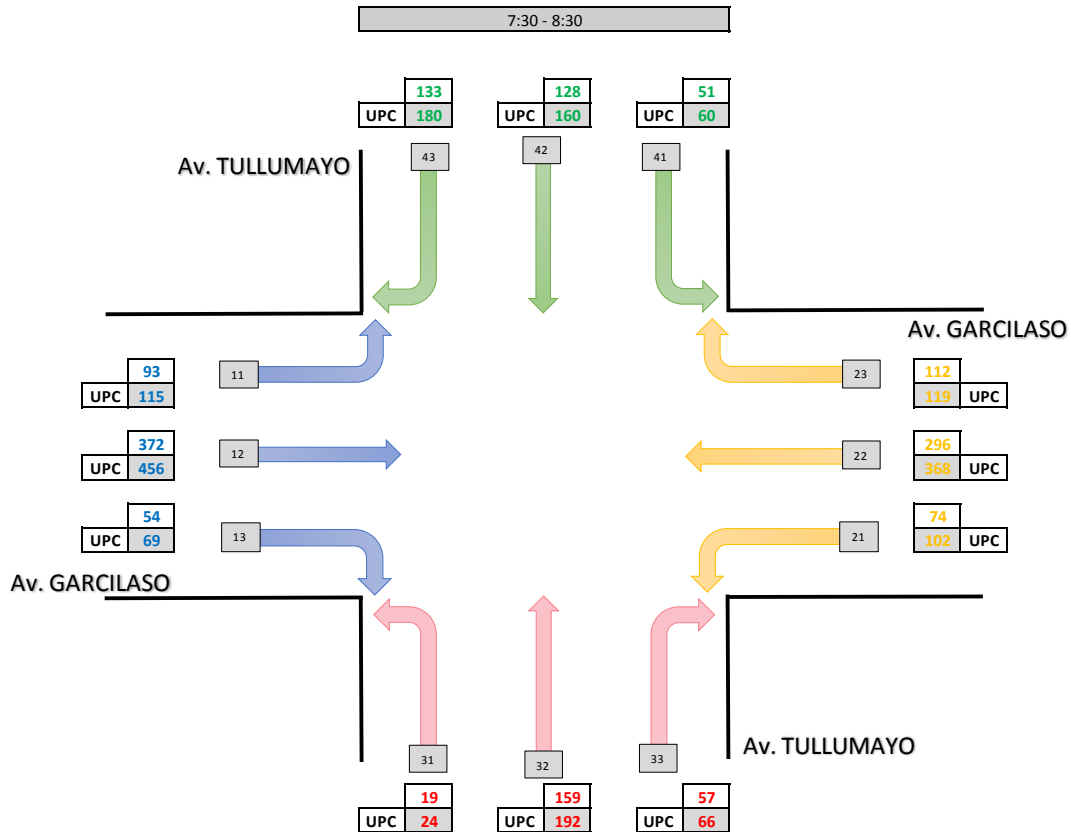 7:30 - 8:30
133 128 51
UPC 180 UPC 160 UPC 60
43 42 41
Av. TULLUMAYO
Av. GARCILASO
93 11 23 112
UPC 115 119 UPC
372 12 22 296
UPC 456 368 UPC
54 13 21 74
UPC 69 102 UPC
Av. GARCILASO
Av. TULLUMAYO
31 32 33
19 159 57
UPC 24 UPC 192 UPC 66